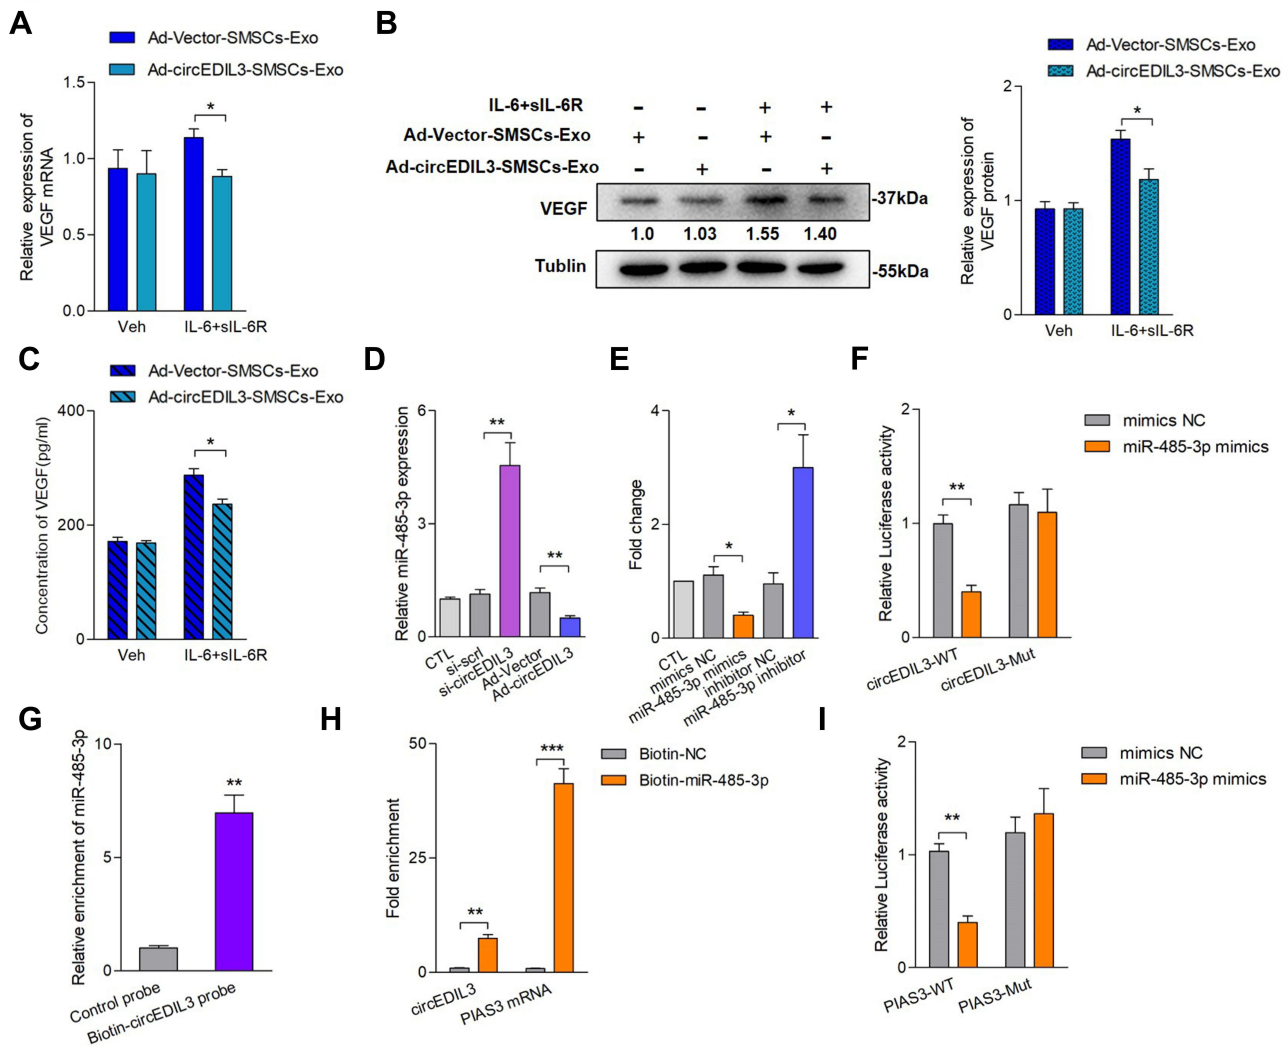 A
Ad-Vector-SMSCs-Exo
Ad-circEDIL3-SMSCs-Exo
Relative expression of
VEGF mRNA
1.5
1.0
0.5
0.0
*
Veh
IL-6+sIL-6R
B
IL-6+sIL-6R - - + +
Ad-Vector-SMSCs-Exo + - + -
Ad-circEDIL3-SMSCs-Exo - + - +
VEGF
-37kDa
1.0 1.03 1.55 1.40
Tublin
-55kDa
Ad-Vector-SMSCs-Exo
Ad-circEDIL3-SMSCs-Exo
Relative expression of
VEGF protein
2
1
0
*
Veh
IL-6+sIL-6R
C
Ad-Vector-SMSCs-Exo
Ad-circEDIL3-SMSCs-Exo
Concentration of VEGF(pg/ml)
400
200
0
*
Veh
IL-6+sIL-6R
D
Relative miR-485-3p expression
6
3
0
**
**
CTL
si-scrl
si-circEDIL3
Ad-Vector
Ad-circEDIL3
E
Fold change
4
2
0
*
*
CTL
mimics NC
miR-485-3p mimics
inhibitor NC
miR-485-3p inhibitor
F
mimics NC
miR-485-3p mimics
Relative Luciferase activity
2
1
0
**
circEDIL3-WT
circEDIL3-Mut
G
Relative enrichment of miR-485-3p
10
5
0
**
Control probe
Biotin-circEDIL3 probe
H
Biotin-NC
Biotin-miR-485-3p
Fold enrichment
50
25
0
**
***
circEDIL3
PIAS3 mRNA
I
mimics NC
miR-485-3p mimics
Relative Luciferase activity
2
1
0
**
PIAS3-WT
PIAS3-Mut